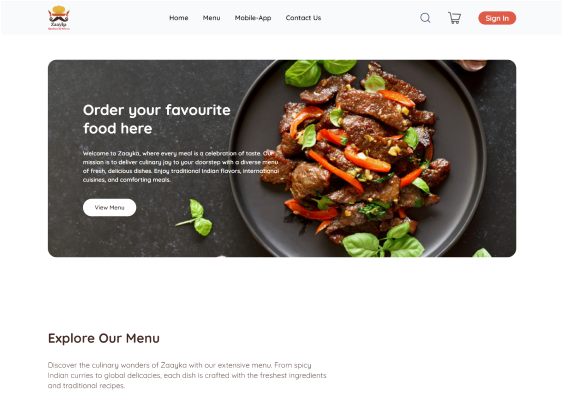 Zaayka
Home Menu Mobile-App Contact Us Sign In
Order your favourite
food here
Welcome to Zaayka, where every meal is a celebration of taste. Our
mission is to deliver culinary joy to your doorstep with a diverse menu
of fresh, delicious dishes. Enjoy traditional Indian flavors, international
cuisines, and comforting meals.
View Menu
Explore Our Menu
Discover the culinary wonders of Zaayka with our extensive menu. From spicy
Indian curries to global delicacies, each dish is crafted with the freshest ingredients
and traditional recipes.